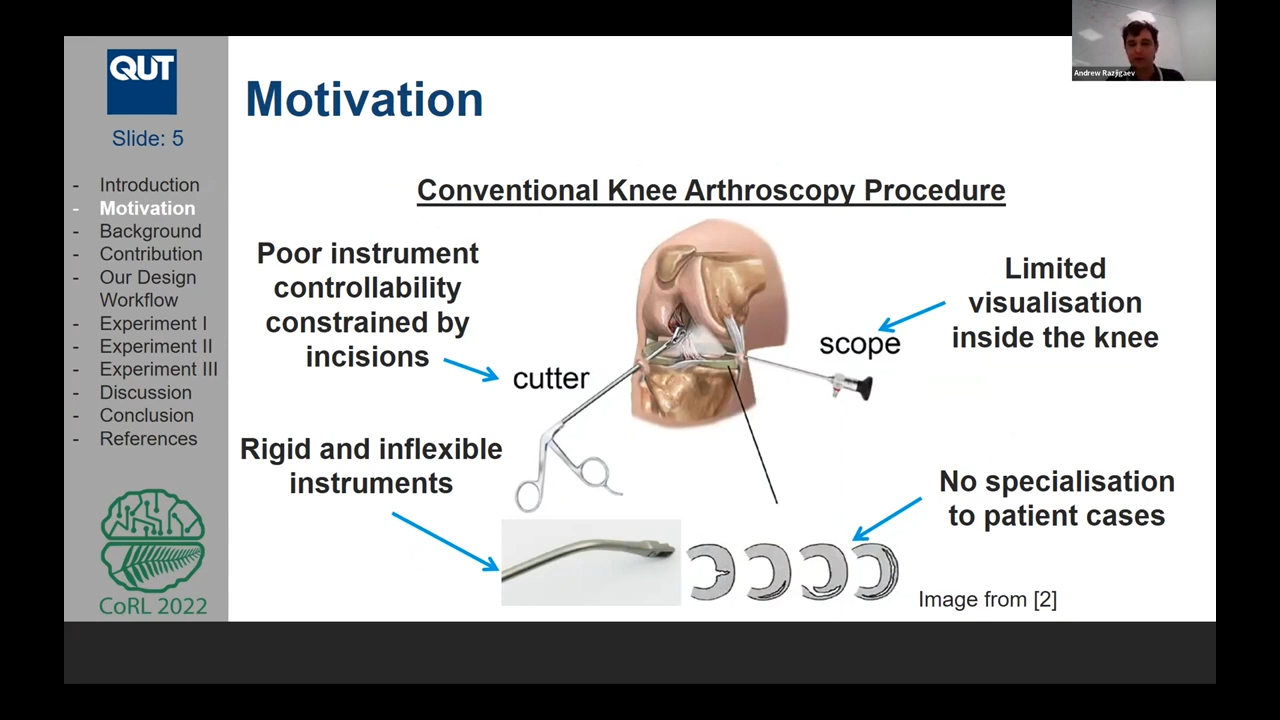 QUT
Slide: 5
- Introduction
- Motivation
- Background
- Contribution
- Our Design
Workflow
- Experiment I
- Experiment II
- Experiment III
- Discussion
- Conclusion
- References
CoRL 2022
Motivation
Conventional Knee Arthroscopy Procedure
Poor instrument
controllability
constrained by
incisions
cutter
Rigid and inflexible
instruments
Limited
visualisation
inside the knee
scope
No specialisation
to patient cases
Image from [2]
Andrew Razjigaev